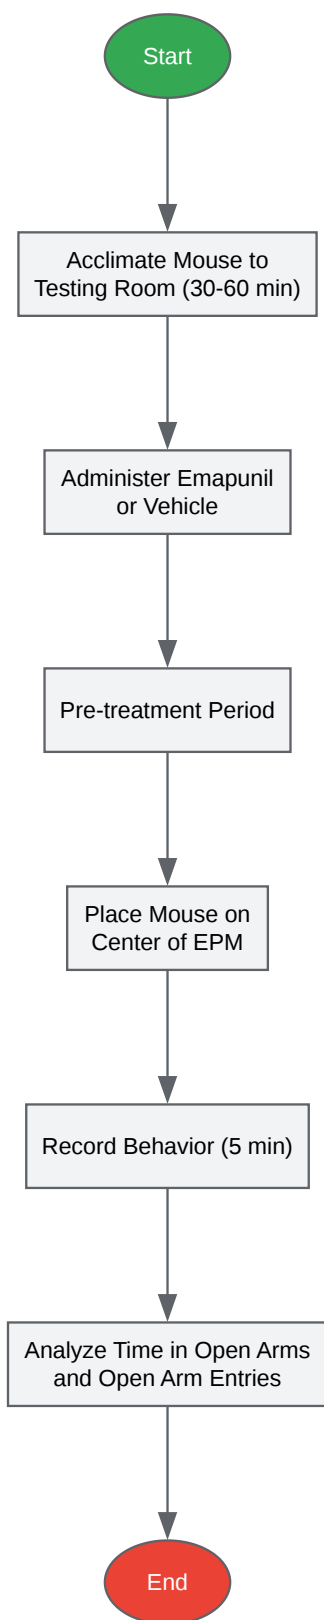 Start
Acclimate Mouse to
Testing Room (30-60 min)
Administer Emapunil
or Vehicle
Pre-treatment Period
Place Mouse on
Center of EPM
Record Behavior (5 min)
Analyze Time in Open Arms
and Open Arm Entries
End